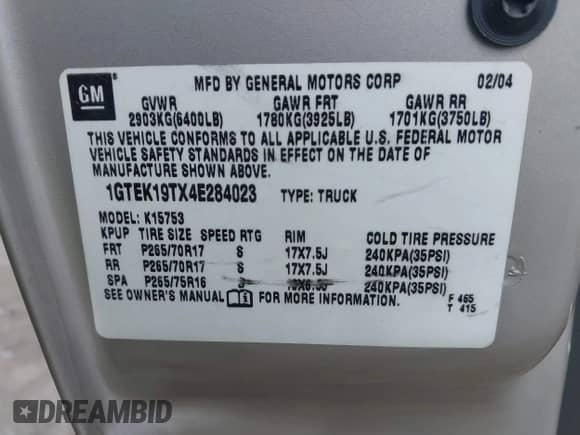 GM ® MFD BY GENERAL MOTORS CORP 02/04
GVWR GAWR FRT GAWR RR
2903KG(6400LB) 1780KG(3925LB) 1701KG(3750LB)
THIS VEHICLE CONFORMS TO ALL APPLICABLE U.S. FEDERAL MOTOR
VEHICLE SAFETY STANDARDS IN EFFECT ON THE DATE OF
MANUFACTURE SHOWN ABOVE.
1GTEK19TX4E284023 TYPE: TRUCK
MODEL: K15753
KPUP TIRE SIZE SPEED RTG RIM COLD TIRE PRESSURE
FRT P265/70R17 S 17X7.5J 240KPA(35PSI)
RR P265/70R17 S 17X7.5J 240KPA(35PSI)
SPA P265/75R16 240KPA(35PSI)
SEE OWNER'S MANUAL FOR MORE INFORMATION.
F 465
T 415
DREAMBID